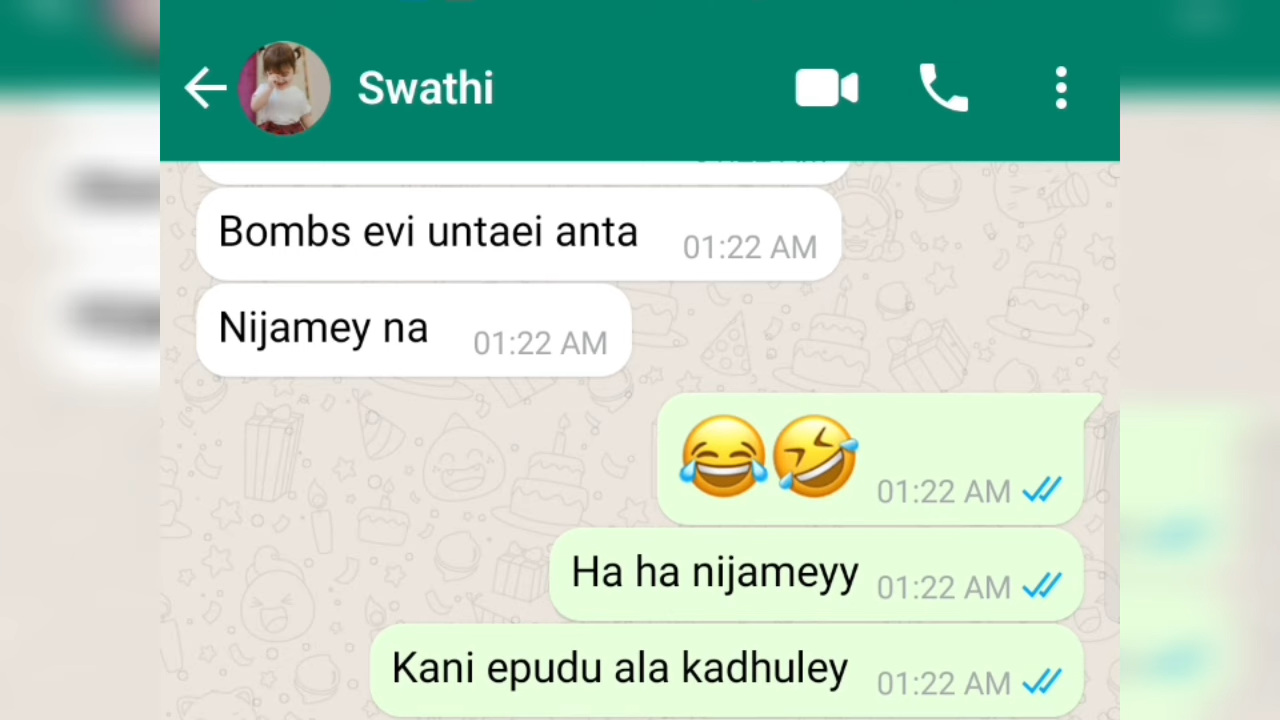 Swathi
Bombs evi untaei anta
01:22 AM
Nijamey na
01:22 AM
😂🤣
01:22 AM
Ha ha nijameyy
01:22 AM
Kani epudu ala kadhuley
01:22 AM